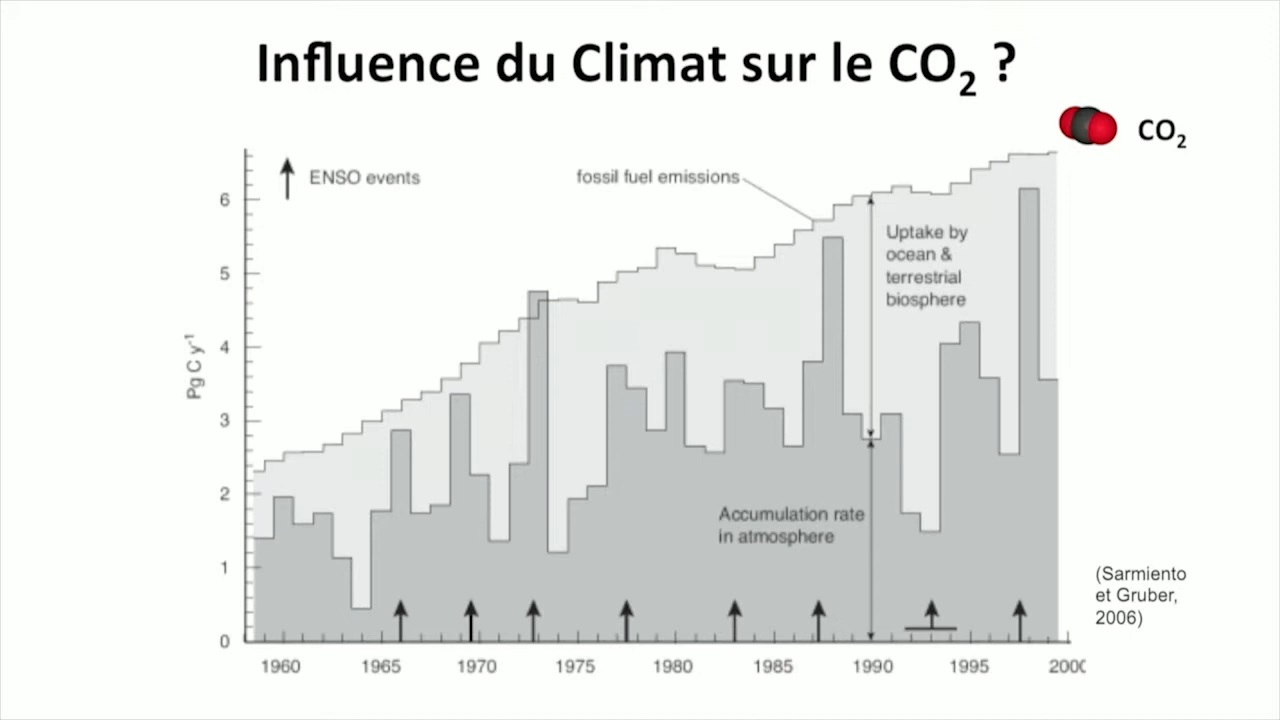 Influence du Climat sur le CO₂ ?
CO₂
ENSO events
fossil fuel emissions
6
Uptake by
ocean &
terrestrial
biosphere
5
4
Pg C y⁻¹
3
2
Accumulation rate
in atmosphere
1
(Sarmiento
et Gruber,
2006)
0
1960 1965 1970 1975 1980 1985 1990 1995 2000